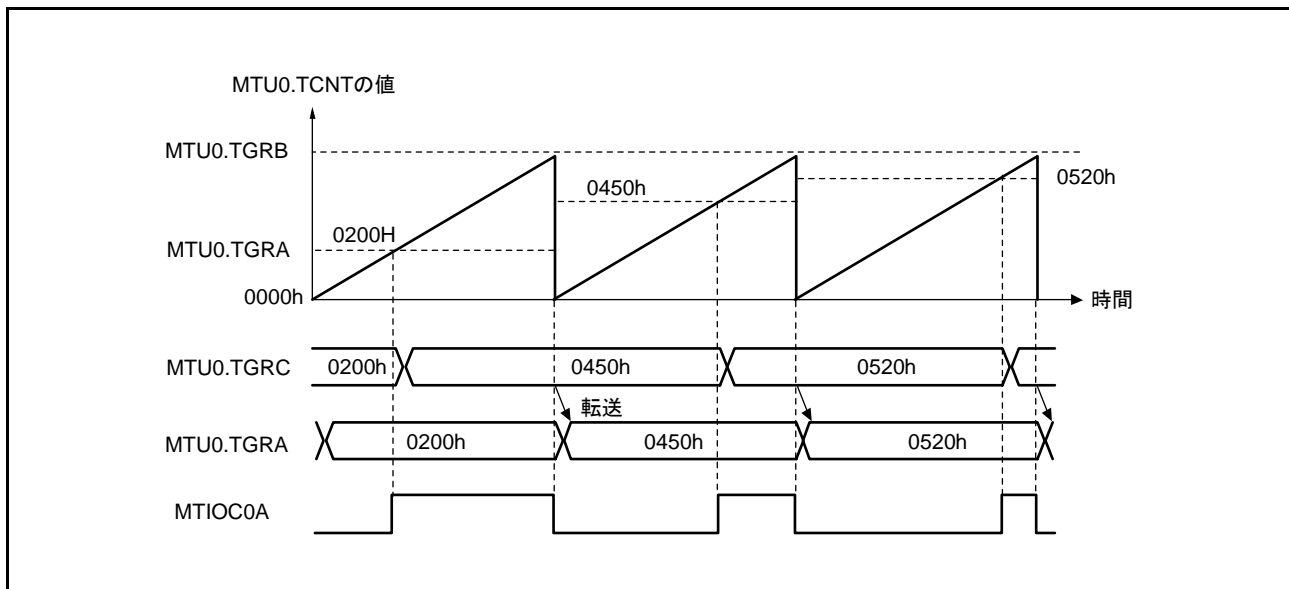 MTU0.TCNTの値
MTU0.TGRB
0450h
0520h
0200H
MTU0.TGRA
0000h
時間
MTU0.TGRC
0200h
0450h
0520h
転送
MTU0.TGRA
0200h
0450h
0520h
MTIOC0A